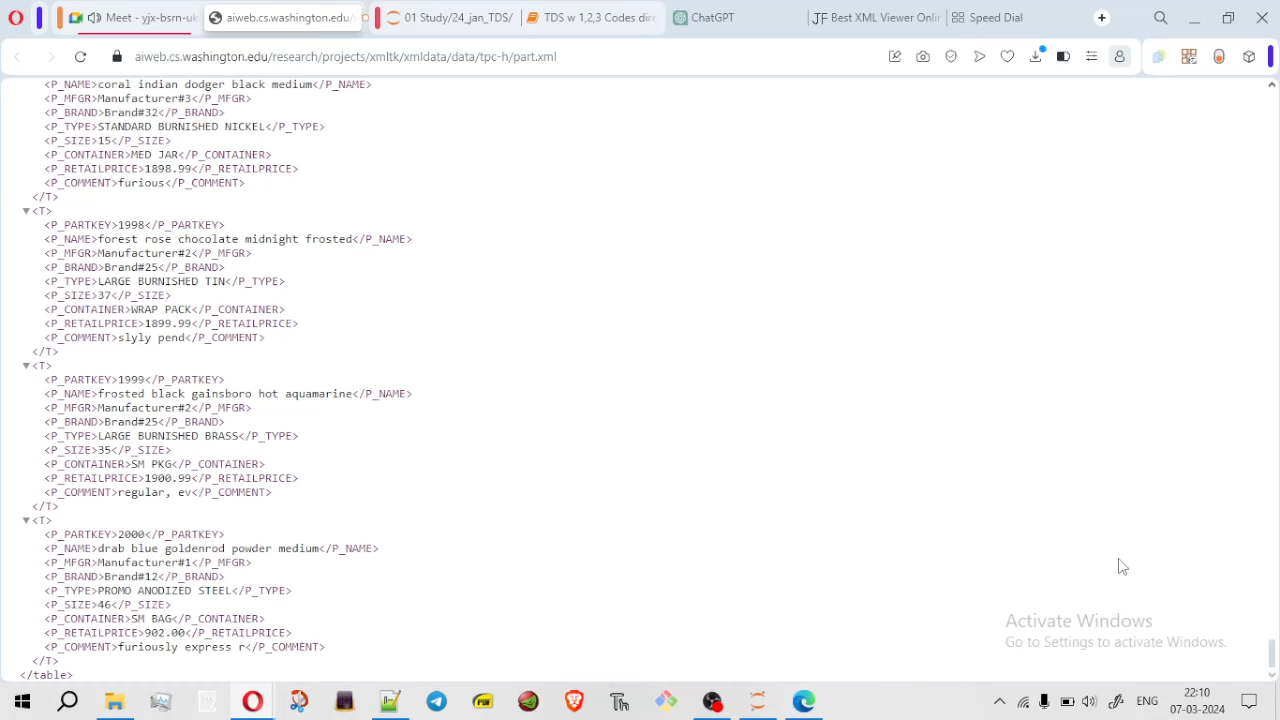 Meet - yjx-bsrn-uk
aiweb.cs.washington.edu/r
01 Study/24_jan_TDS/
TDS w 1,2,3 Codes dire
ChatGPT
JF Best XML Viewer Onlin
Speed Dial
aiweb.cs.washington.edu/research/projects/xmltk/xmldata/data/tpc-h/part.xml
<P_NAME>coral indian dodger black medium</P_NAME>
<P_MFGR>Manufacturer#3</P_MFGR>
<P_BRAND>Brand#32</P_BRAND>
<P_TYPE>STANDARD BURNISHED NICKEL</P_TYPE>
<P_SIZE>15</P_SIZE>
<P_CONTAINER>MED JAR</P_CONTAINER>
<P_RETAILPRICE>1898.99</P_RETAILPRICE>
<P_COMMENT>furious</P_COMMENT>
</T>
<T>
<P_PARTKEY>1998</P_PARTKEY>
<P_NAME>forest rose chocolate midnight frosted</P_NAME>
<P_MFGR>Manufacturer#2</P_MFGR>
<P_BRAND>Brand#25</P_BRAND>
<P_TYPE>LARGE BURNISHED TIN</P_TYPE>
<P_SIZE>37</P_SIZE>
<P_CONTAINER>WRAP PACK</P_CONTAINER>
<P_RETAILPRICE>1899.99</P_RETAILPRICE>
<P_COMMENT>slyly pend</P_COMMENT>
</T>
<T>
<P_PARTKEY>1999</P_PARTKEY>
<P_NAME>frosted black gainsboro hot aquamarine</P_NAME>
<P_MFGR>Manufacturer#2</P_MFGR>
<P_BRAND>Brand#25</P_BRAND>
<P_TYPE>LARGE BURNISHED BRASS</P_TYPE>
<P_SIZE>35</P_SIZE>
<P_CONTAINER>SM PKG</P_CONTAINER>
<P_RETAILPRICE>1900.99</P_RETAILPRICE>
<P_COMMENT>regular, ev</P_COMMENT>
</T>
<T>
<P_PARTKEY>2000</P_PARTKEY>
<P_NAME>drab blue goldenrod powder medium</P_NAME>
<P_MFGR>Manufacturer#1</P_MFGR>
<P_BRAND>Brand#12</P_BRAND>
<P_TYPE>PROMO ANODIZED STEEL</P_TYPE>
<P_SIZE>46</P_SIZE>
<P_CONTAINER>SM BAG</P_CONTAINER>
<P_RETAILPRICE>902.00</P_RETAILPRICE>
<P_COMMENT>furiously express r</P_COMMENT>
</T>
</table>
Activate Windows
Go to Settings to activate Windows.
ENG
22:10
07-03-2024